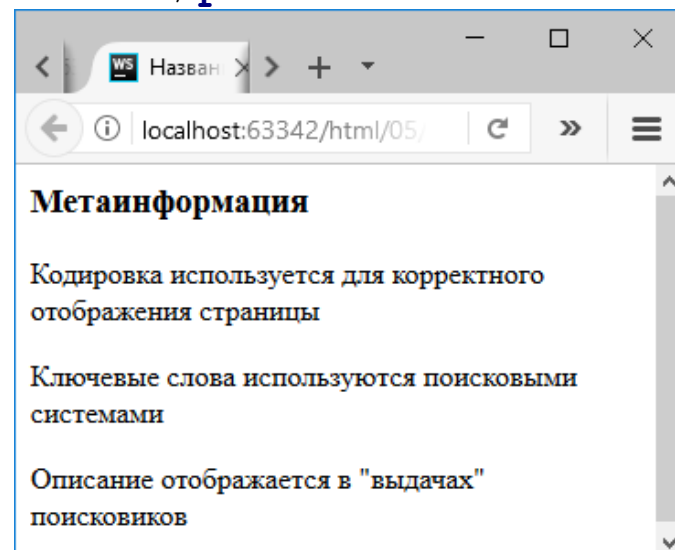 WS Назван
localhost:63342/html/05/
Метаинформация
Кодировка используется для корректного
отображения страницы
Ключевые слова используются поисковыми
системами
Описание отображается в "выдачах"
поисковиков